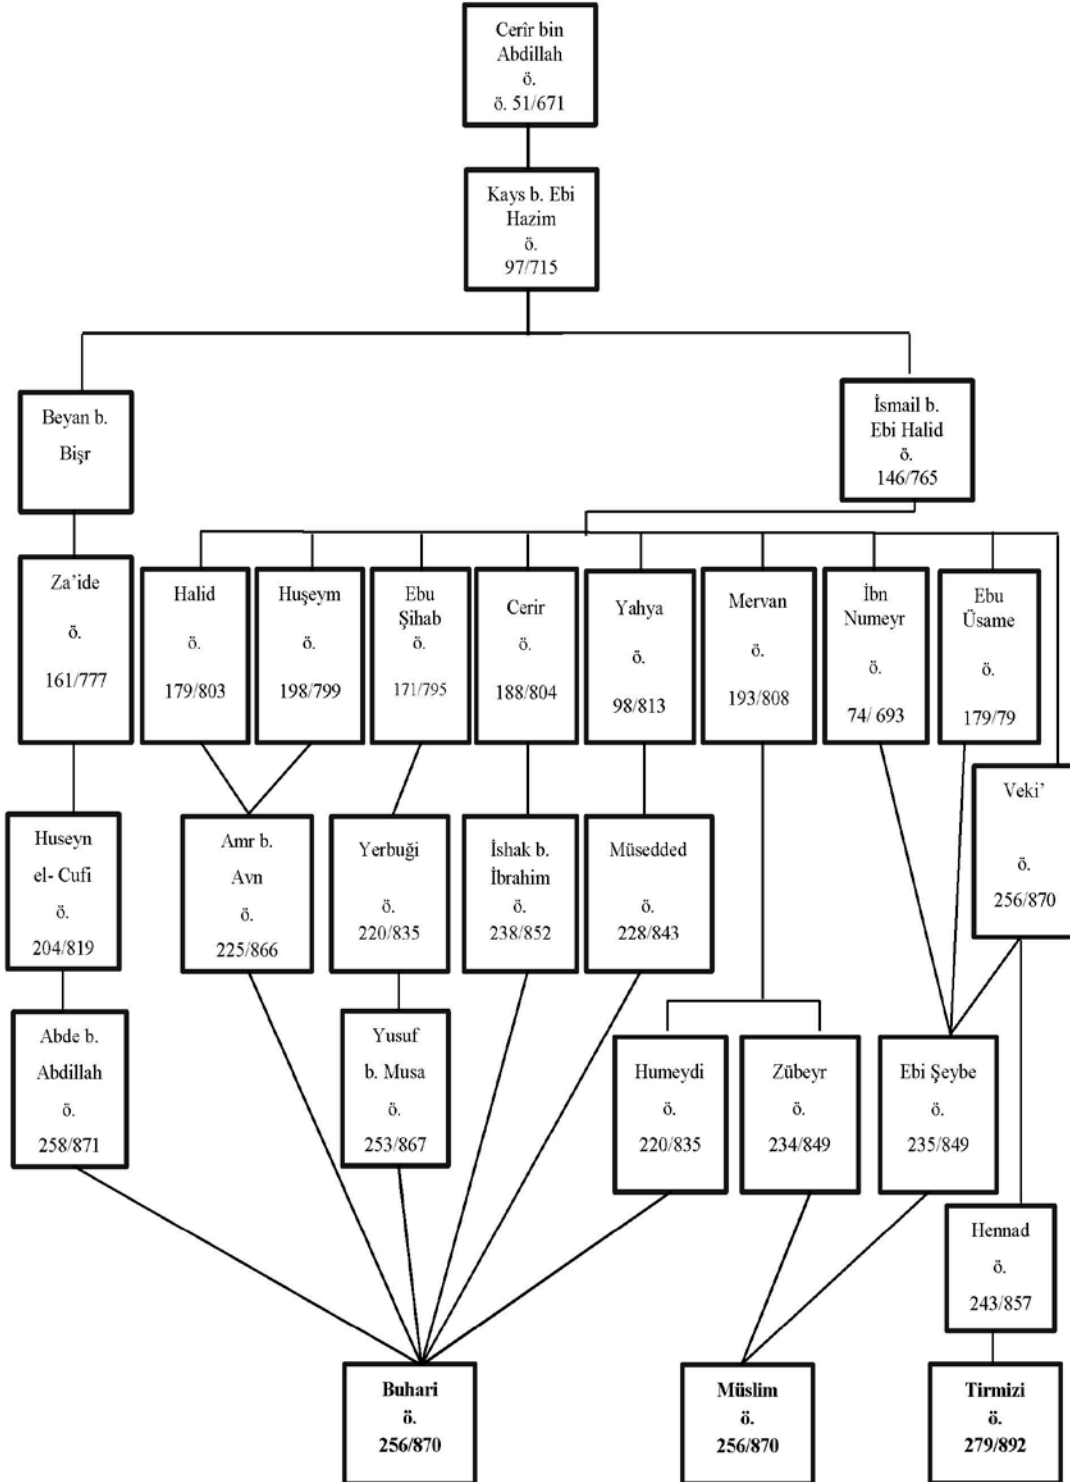 Cerîr bin
Abdillah
ö.
ö. 51/671
Kays b. Ebi
Hazim
ö.
97/715
Beyan b.
Bişr
İsmail b.
Ebi Halid
ö.
146/765
Za’ide
ö.
161/777
Halid
ö.
179/803
Huşeym
ö.
198/799
Ebu
Şihab
ö.
171/795
Cerir
ö.
188/804
Yahya
ö.
98/813
Mervan
ö.
193/808
İbn
Numeyr
ö.
74/ 693
Ebu
Üsame
ö.
179/79
Veki’
ö.
256/870
Huseyn
el- Cufi
ö.
204/819
Amr b.
Avn
ö.
225/866
Yerbuği
ö.
220/835
İshak b.
İbrahim
ö.
238/852
Müsedded
ö.
228/843
Abde b.
Abdillah
ö.
258/871
Yusuf
b. Musa
ö.
253/867
Humeydi
ö.
220/835
Zübeyr
ö.
234/849
Ebi Şeybe
ö.
235/849
Hennad
ö.
243/857
Buhari
ö.
256/870
Müslim
ö.
256/870
Tirmizi
ö.
279/892